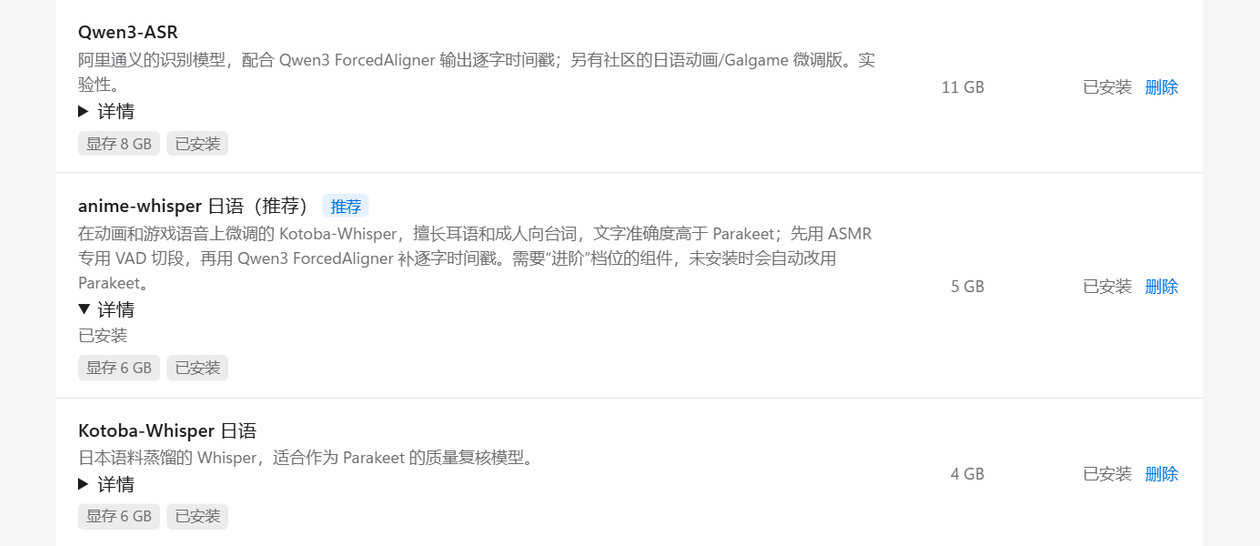 Qwen3-ASR
阿里通义的识别模型，配合 Qwen3 ForcedAligner 输出逐字时间戳；另有社区的日语动画/Galgame 微调版。实
验性。
11 GB
已安装 删除
▶ 详情
显存 8 GB 已安装
anime-whisper 日语（推荐） 推荐
在动画和游戏语音上微调的 Kotoba-Whisper，擅长耳语和成人向台词，文字准确度高于 Parakeet；先用 ASMR
专用 VAD 切段，再用 Qwen3 ForcedAligner 补逐字时间戳。需要“进阶”档位的组件，未安装时会自动改用
Parakeet。
5 GB
已安装 删除
▼ 详情
已安装
显存 6 GB 已安装
Kotoba-Whisper 日语
日本语料蒸馏的 Whisper，适合作为 Parakeet 的质量复核模型。
4 GB
已安装 删除
▶ 详情
显存 6 GB 已安装